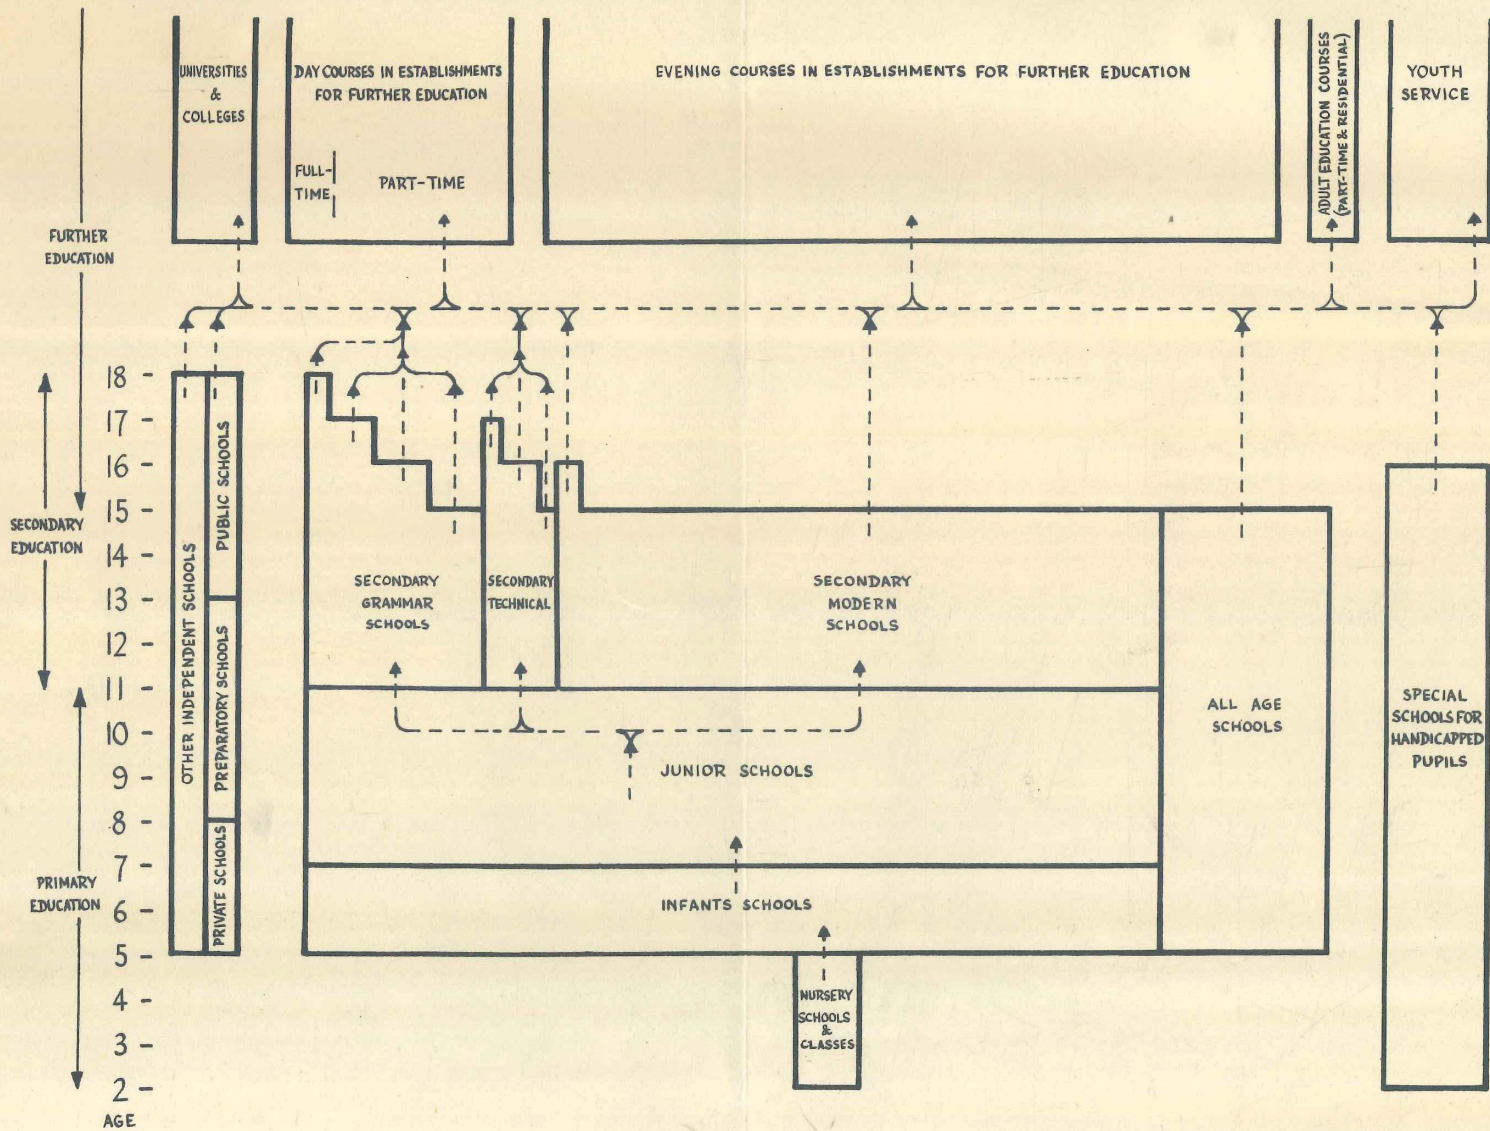 UNIVERSITIES
&
COLLEGES
DAY COURSES IN ESTABLISHMENTS
FOR FURTHER EDUCATION
FULL-
TIME
PART-TIME
EVENING COURSES IN ESTABLISHMENTS FOR FURTHER EDUCATION
ADULT EDUCATION COURSES
(PART-TIME & RESIDENTIAL)
YOUTH
SERVICE
FURTHER
EDUCATION
SECONDARY
EDUCATION
PRIMARY
EDUCATION
18 -
17 -
16 -
15 -
14 -
13 -
12 -
11 -
10 -
9 -
8 -
7 -
6 -
5 -
4 -
3 -
2 -
AGE
OTHER INDEPENDENT SCHOOLS
PUBLIC SCHOOLS
PREPARATORY SCHOOLS
PRIVATE SCHOOLS
SECONDARY
GRAMMAR
SCHOOLS
SECONDARY
TECHNICAL
SECONDARY
MODERN
SCHOOLS
ALL AGE
SCHOOLS
SPECIAL
SCHOOLS FOR
HANDICAPPED
PUPILS
JUNIOR SCHOOLS
INFANTS SCHOOLS
NURSERY
SCHOOLS
&
CLASSES